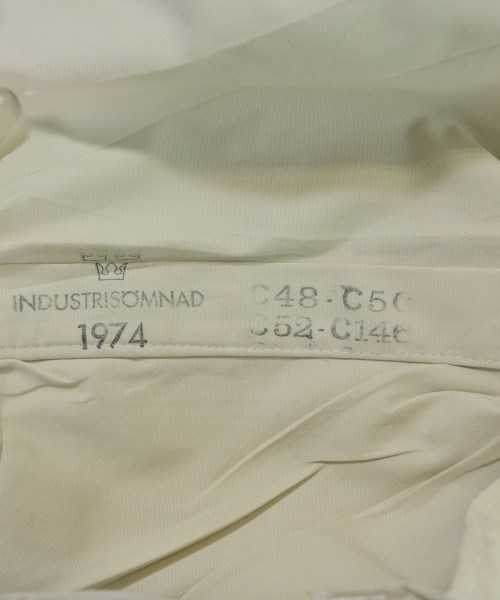 INDUSTRISÖMNAD
1974
C48-C50
C52-C146